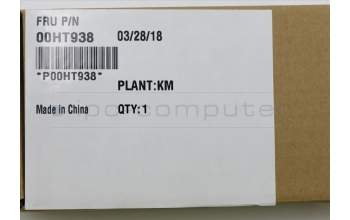 FRU P/N
00HT938 03/28/18
*P00HT938*
PLANT:KM
Made in China QTY:1